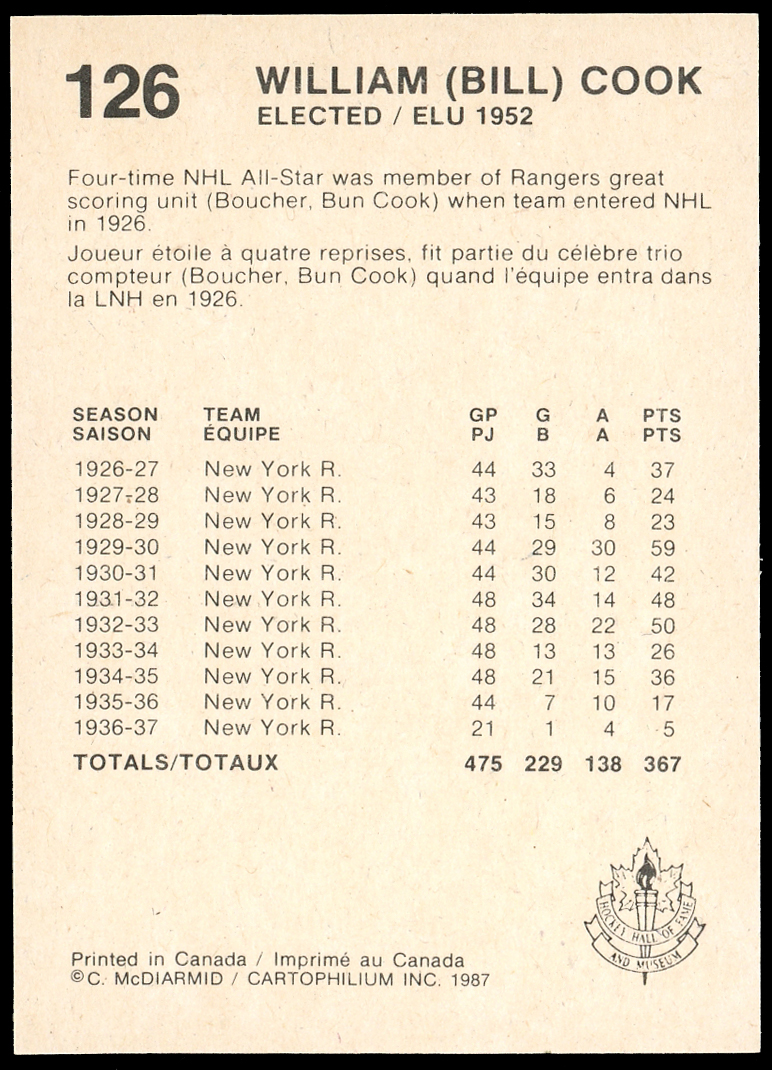 126
WILLIAM (BILL) COOK
ELECTED / ELU 1952
Four-time NHL All-Star was member of Rangers great
scoring unit (Boucher, Bun Cook) when team entered NHL
in 1926.
Joueur étoile à quatre reprises, fit partie du célèbre trio
compteur (Boucher, Bun Cook) quand l'équipe entra dans
la LNH en 1926.
SEASON TEAM GP G A PTS
SAISON ÉQUIPE PJ B A PTS
1926-27 New York R. 44 33 4 37
1927-28 New York R. 43 18 6 24
1928-29 New York R. 43 15 8 23
1929-30 New York R. 44 29 30 59
1930-31 New York R. 44 30 12 42
1931-32 New York R. 48 34 14 48
1932-33 New York R. 48 28 22 50
1933-34 New York R. 48 13 13 26
1934-35 New York R. 48 21 15 36
1935-36 New York R. 44 7 10 17
1936-37 New York R. 21 1 4 5
TOTALS/TOTAUX 475 229 138 367
HOCKEY HALL OF FAME
AND MUSEUM
Printed in Canada / Imprimé au Canada
©C. McDIARMID / CARTOPHILIUM INC. 1987